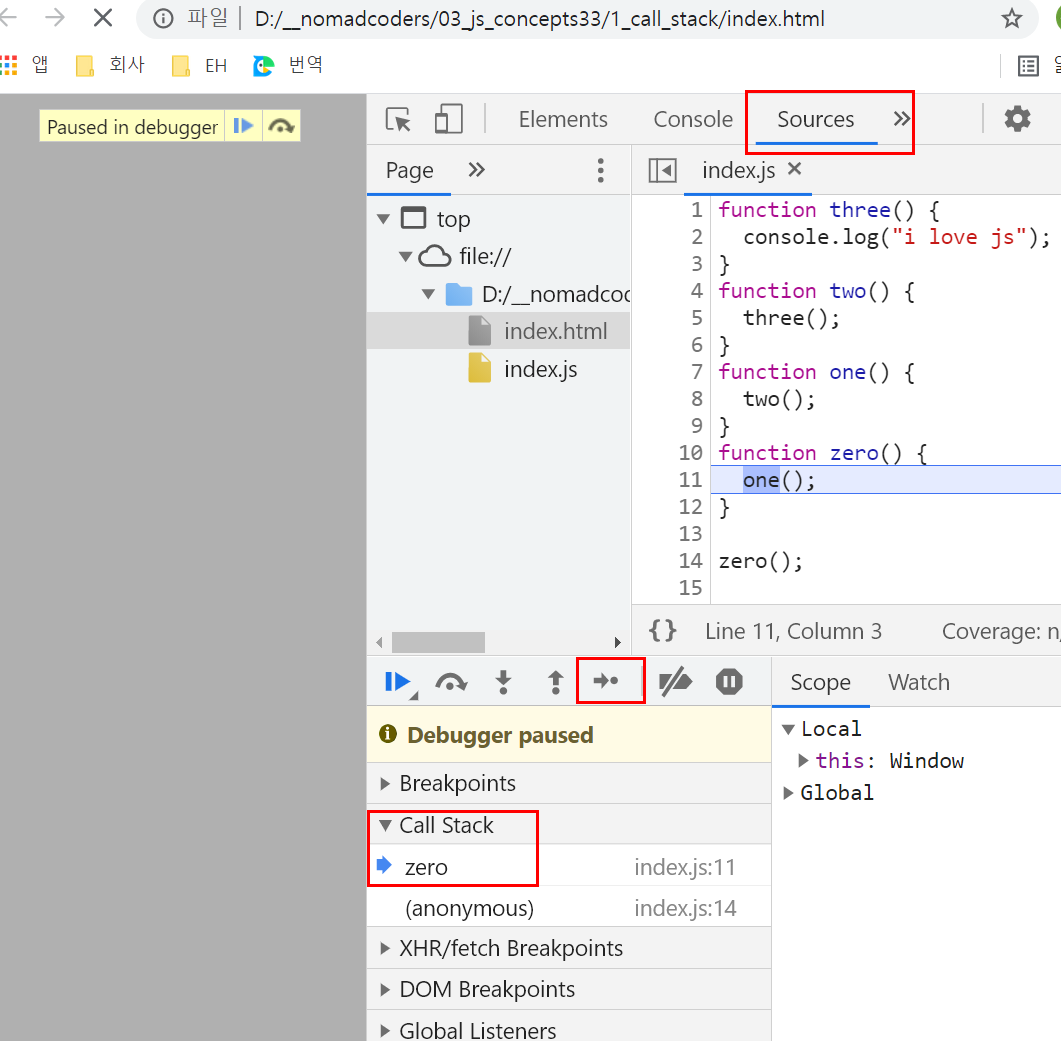 파일 D:/__nomadcoders/03_js_concepts33/1_call_stack/index.html
앱 회사 EH 번역
Paused in debugger
Elements Console Sources
Page
top
file://
D:/__nomadcod
index.html
index.js
index.js
1 function three() {
2 console.log("i love js");
3 }
4 function two() {
5 three();
6 }
7 function one() {
8 two();
9 }
10 function zero() {
11 one();
12 }
13
14 zero();
15
{} Line 11, Column 3 Coverage: n
Debugger paused
Breakpoints
Call Stack
zero index.js:11
(anonymous) index.js:14
XHR/fetch Breakpoints
DOM Breakpoints
Global Listeners
Scope Watch
Local
this: Window
Global